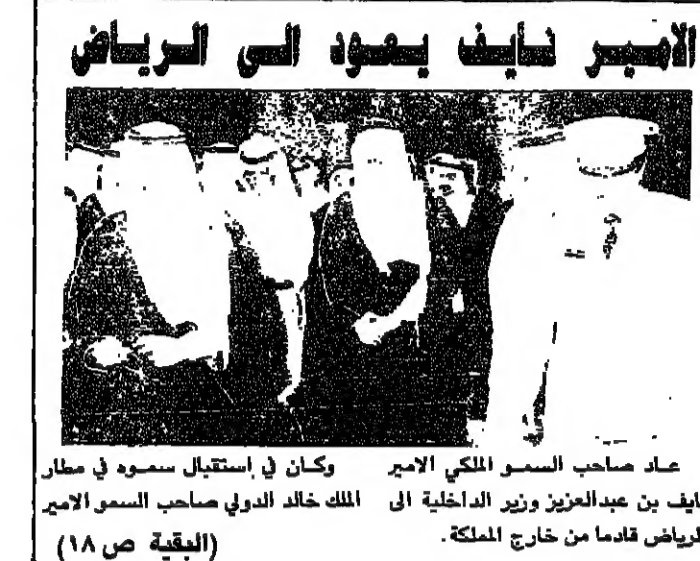 الامير نايف يعود الى الرياض
عاد صاحب السمو الملكي الامير
نايف بن عبدالعزيز وزير الداخلية الى
الرياض قادما من خارج المملكة.
وكان في إستقبال سموه في مطار
الملك خالد الدولي صاحب السمو الامير
(البقية ص ١٨)